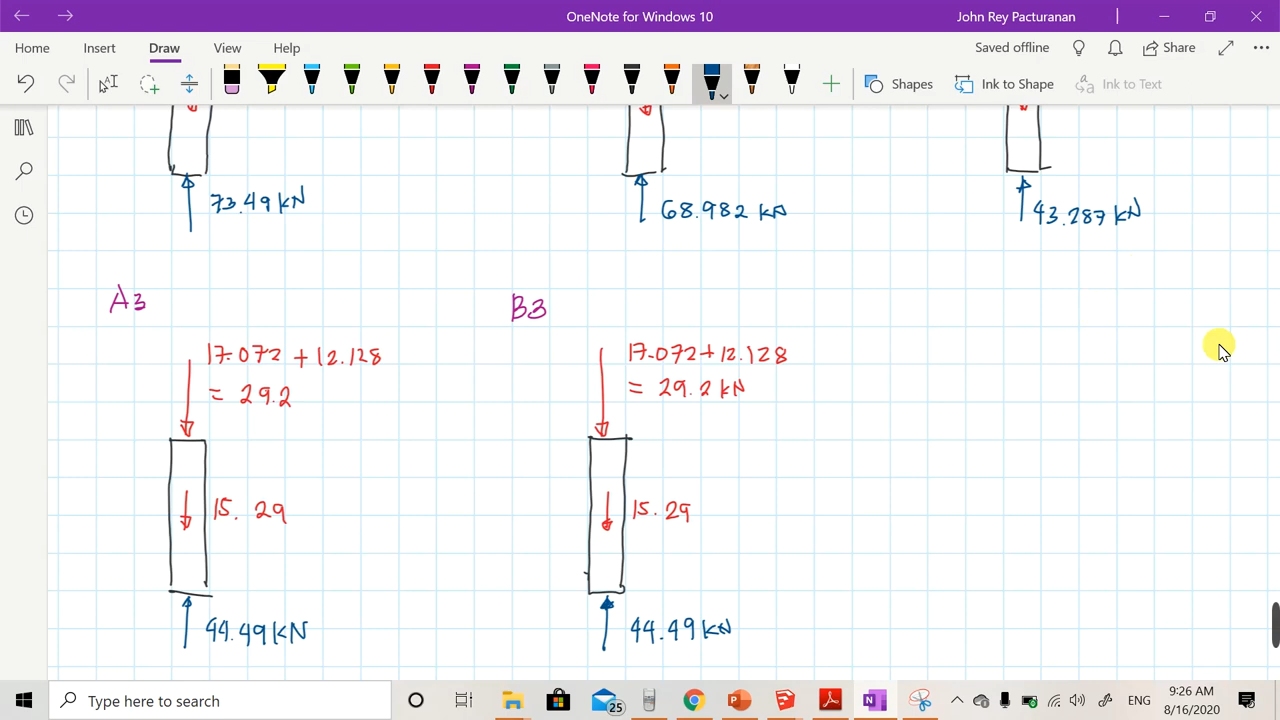 OneNote for Windows 10
John Rey Pacturanan
Home Insert Draw View Help
Saved offline Share
Shapes Ink to Shape Ink to Text
73.49 kN
68.982 kN
43.287 kN
A3
17.072 + 12.128
= 29.2
15.29
44.49 kN
B3
17.072 + 12.128
= 29.2 kN
15.29
44.49 kN
Type here to search
25
ENG
9:26 AM
8/16/2020